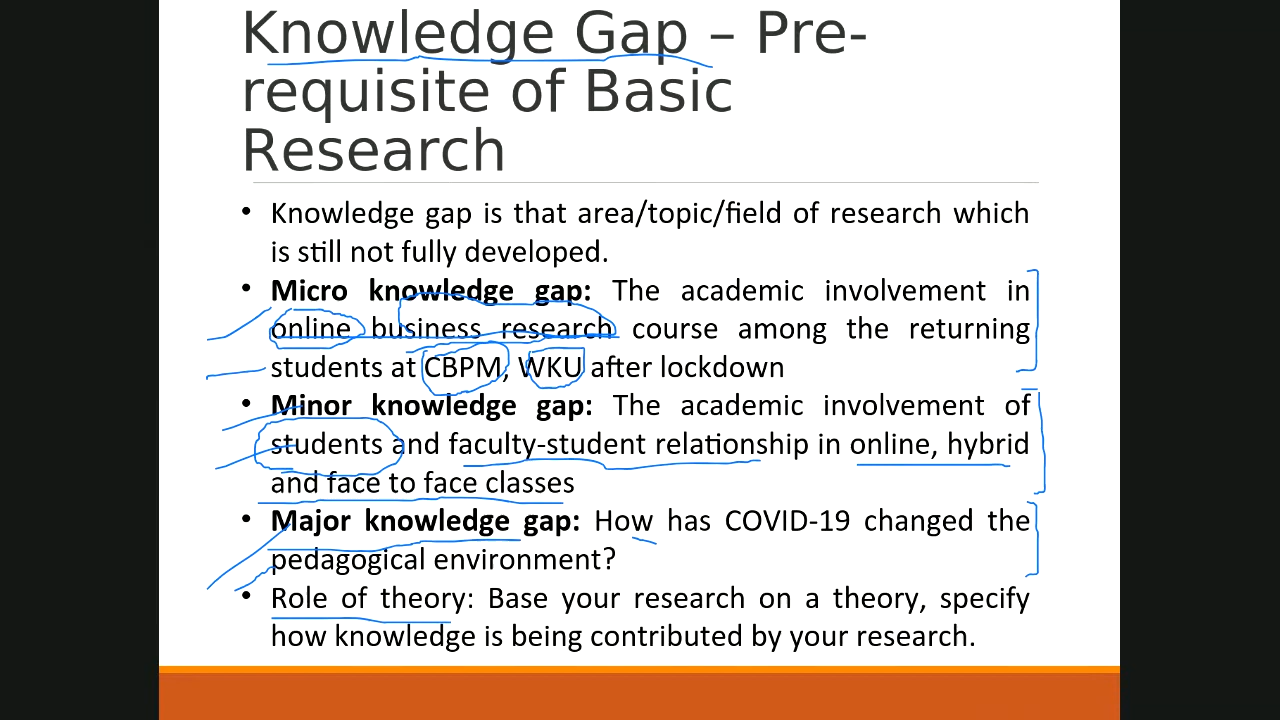 Knowledge Gap – Pre-
requisite of Basic
Research
• Knowledge gap is that area/topic/field of research which
is still not fully developed.
• Micro knowledge gap: The academic involvement in
online business research course among the returning
students at CBPM, WKU after lockdown
• Minor knowledge gap: The academic involvement of
students and faculty-student relationship in online, hybrid
and face to face classes
• Major knowledge gap: How has COVID-19 changed the
pedagogical environment?
• Role of theory: Base your research on a theory, specify
how knowledge is being contributed by your research.